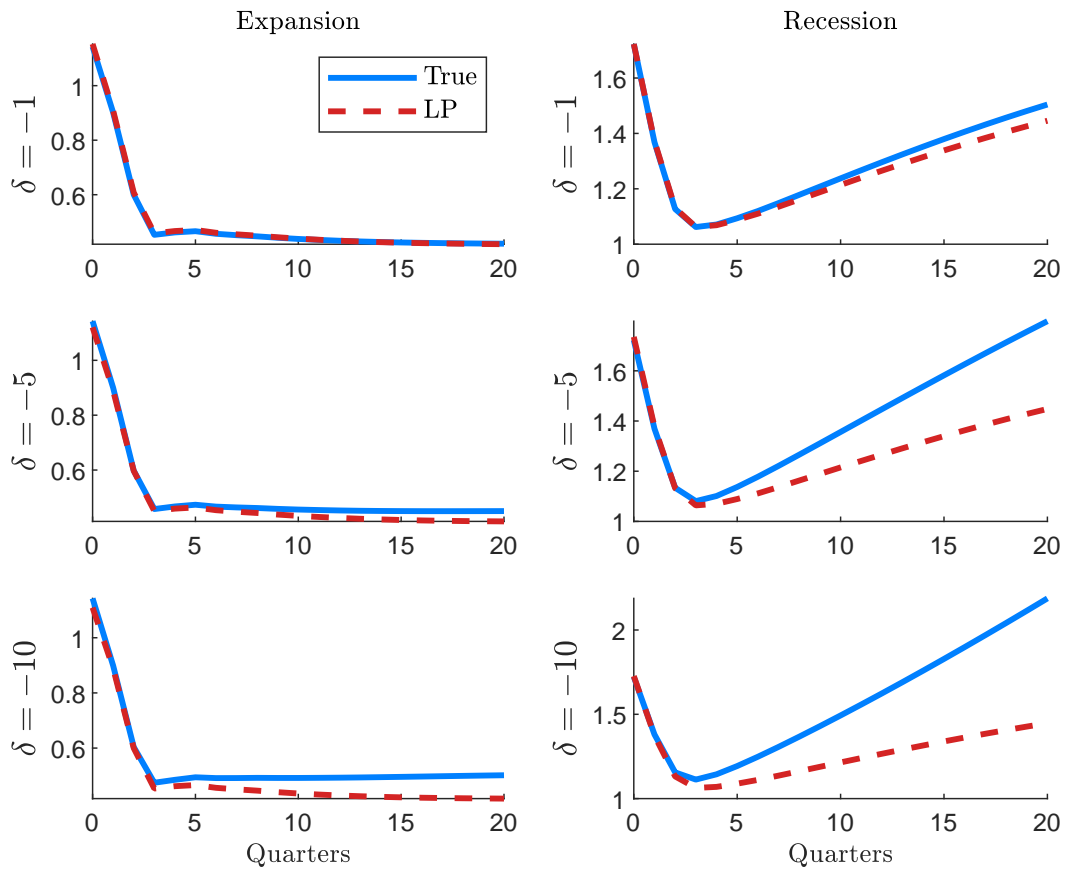 Expansion
Recession
δ = −1
1
0.8
0.6
0 5 10 15 20
True
LP
δ = −1
1.6
1.4
1.2
1
0 5 10 15 20
δ = −5
1
0.8
0.6
0 5 10 15 20
δ = −5
1.6
1.4
1.2
1
0 5 10 15 20
δ = −10
1
0.8
0.6
0 5 10 15 20
Quarters
δ = −10
2
1.5
1
0 5 10 15 20
Quarters